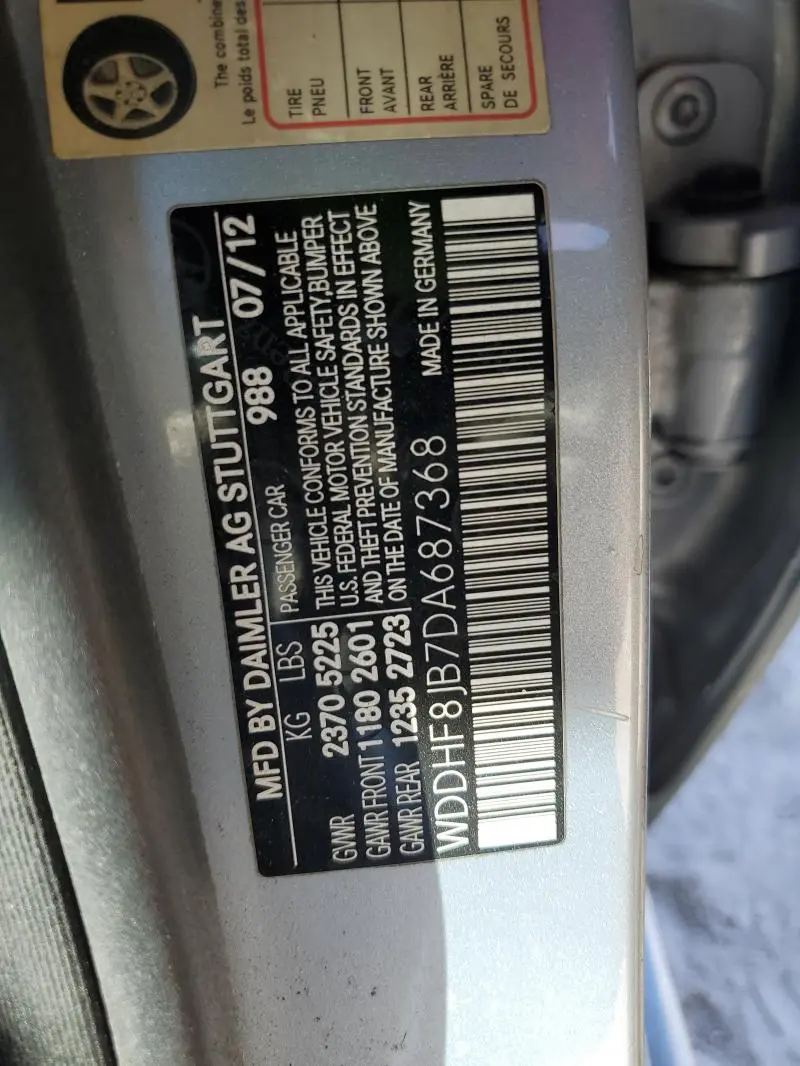 The combine
Le poids total des
TIRE
PNEU
FRONT
AVANT
REAR
ARRIÈRE
SPARE
DE SECOURS
MFD BY DAIMLER AG STUTTGART
988 07/12
KG LBS PASSENGER CAR
GVWR 2370 5225
GAWR FRONT 1180 2601
GAWR REAR 1235 2723
THIS VEHICLE CONFORMS TO ALL APPLICABLE
U.S. FEDERAL MOTOR VEHICLE SAFETY, BUMPER
AND THEFT PREVENTION STANDARDS IN EFFECT
ON THE DATE OF MANUFACTURE SHOWN ABOVE
WDDHF8JB7DA687368 MADE IN GERMANY